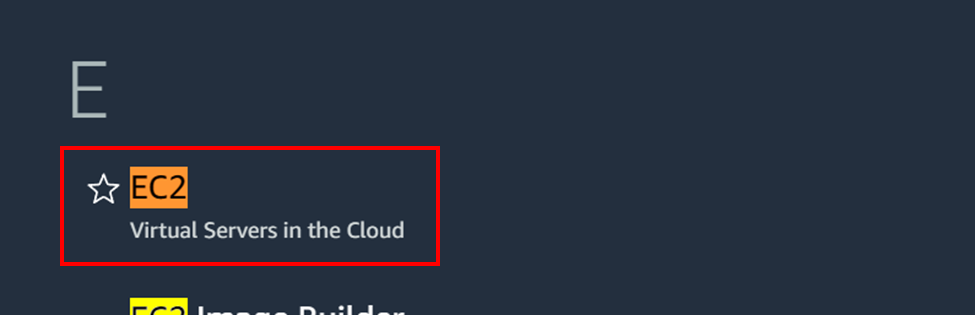 E
EC2
Virtual Servers in the Cloud
EC2 Image Builder